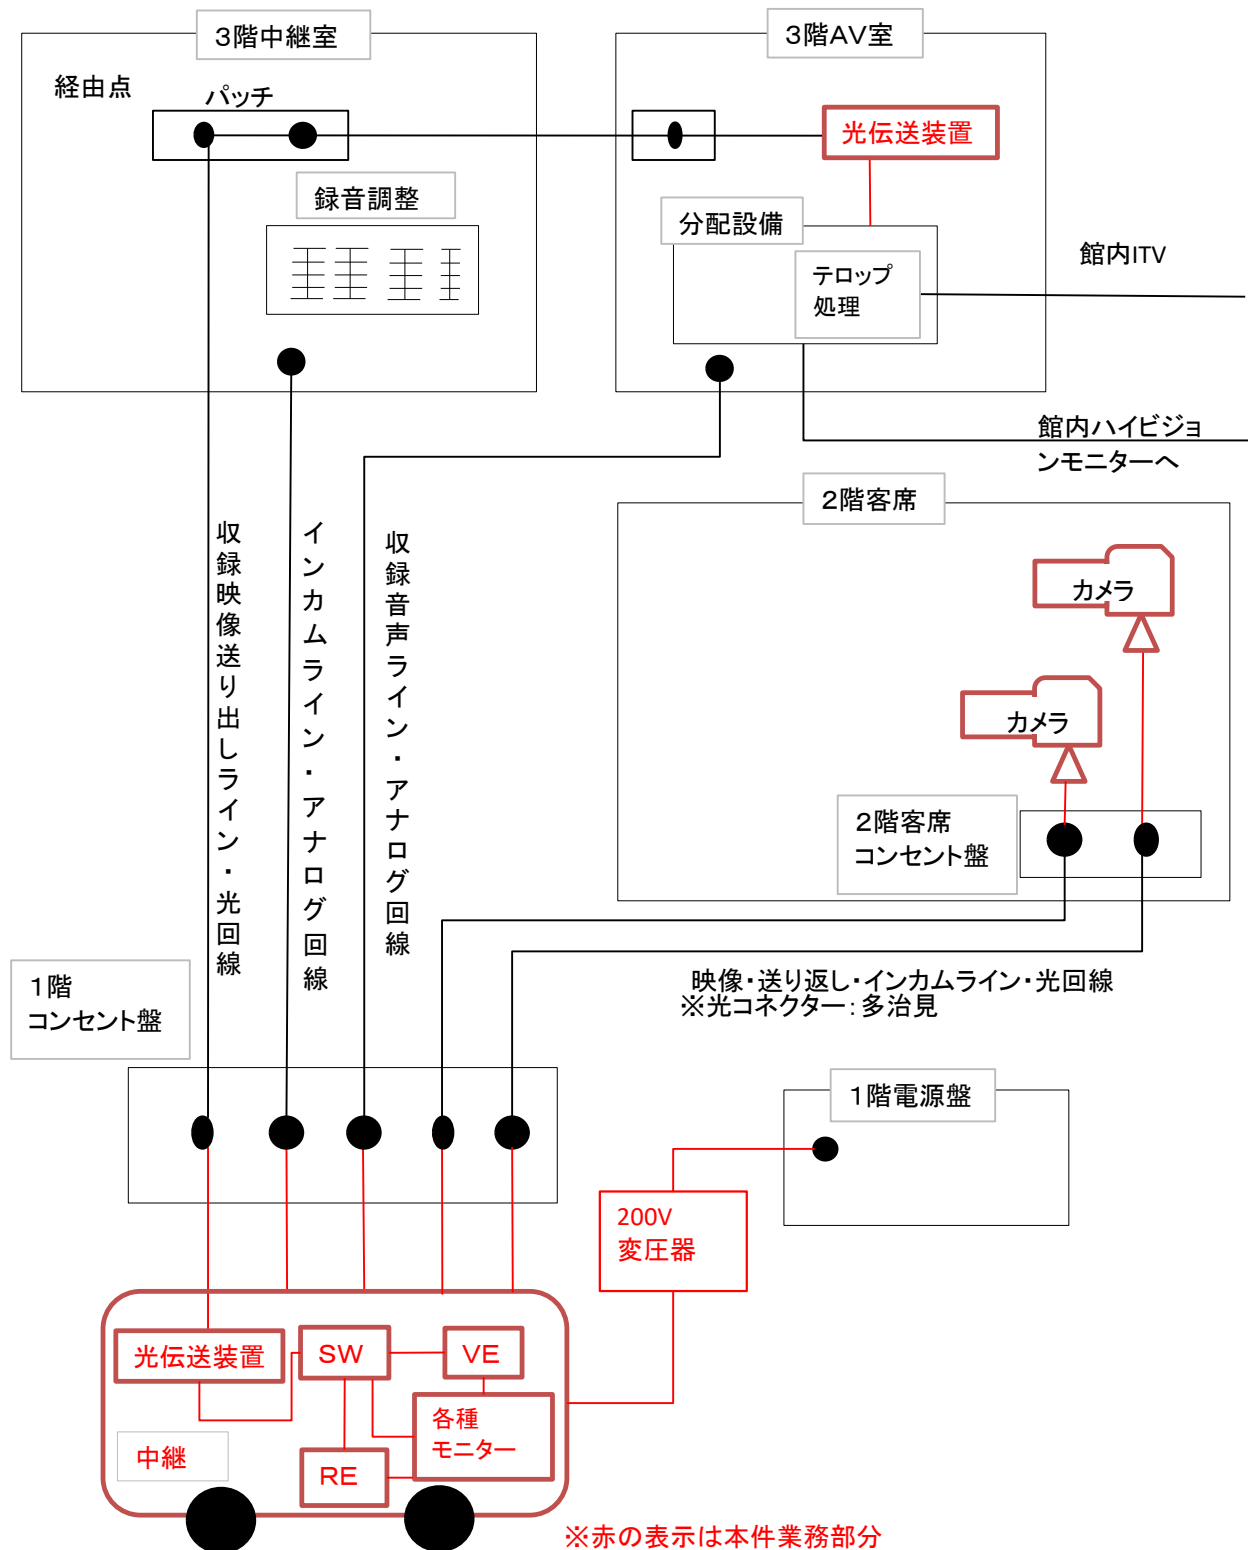 3階中継室
3階AV室
経由点
パッチ
光伝送装置
録音調整
分配設備
テロップ
処理
館内ITV
館内ハイビジョ
ンモニターへ
2階客席
収録映像送り出しライン・光回線
インカムライン・アナログ回線
収録音声ライン・アナログ回線
カメラ
カメラ
2階客席
コンセント盤
1階
コンセント盤
映像・送り返し・インカムライン・光回線
※光コネクター：多治見
1階電源盤
200V
変圧器
光伝送装置
SW
VE
各種
モニター
中継
RE
※赤の表示は本件業務部分